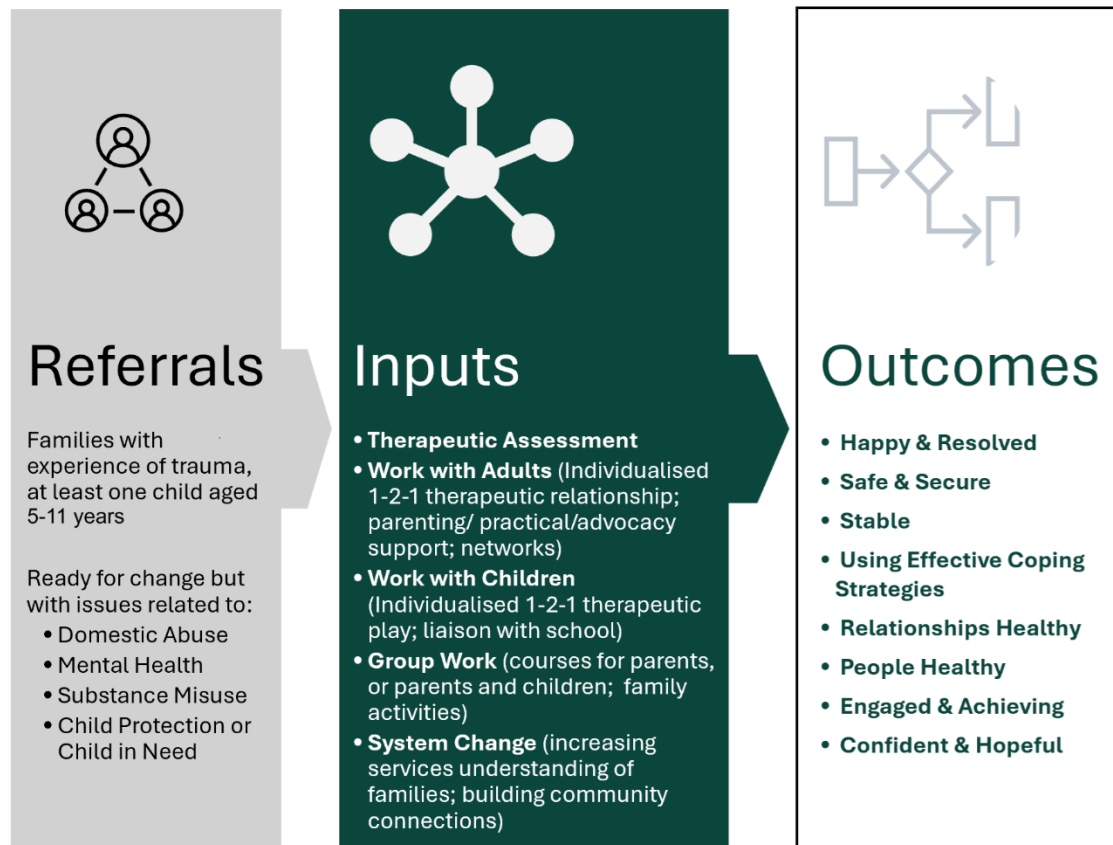 Referrals
Families with
experience of trauma,
at least one child aged
5-11 years
Ready for change but
with issues related to:
• Domestic Abuse
• Mental Health
• Substance Misuse
• Child Protection or
Child in Need
Inputs
• Therapeutic Assessment
• Work with Adults (Individualised
1-2-1 therapeutic relationship;
parenting/ practical/advocacy
support; networks)
• Work with Children
(Individualised 1-2-1 therapeutic
play; liaison with school)
• Group Work (courses for parents,
or parents and children; family
activities)
• System Change (increasing
services understanding of
families; building community
connections)
Outcomes
• Happy & Resolved
• Safe & Secure
• Stable
• Using Effective Coping
Strategies
• Relationships Healthy
• People Healthy
• Engaged & Achieving
• Confident & Hopeful